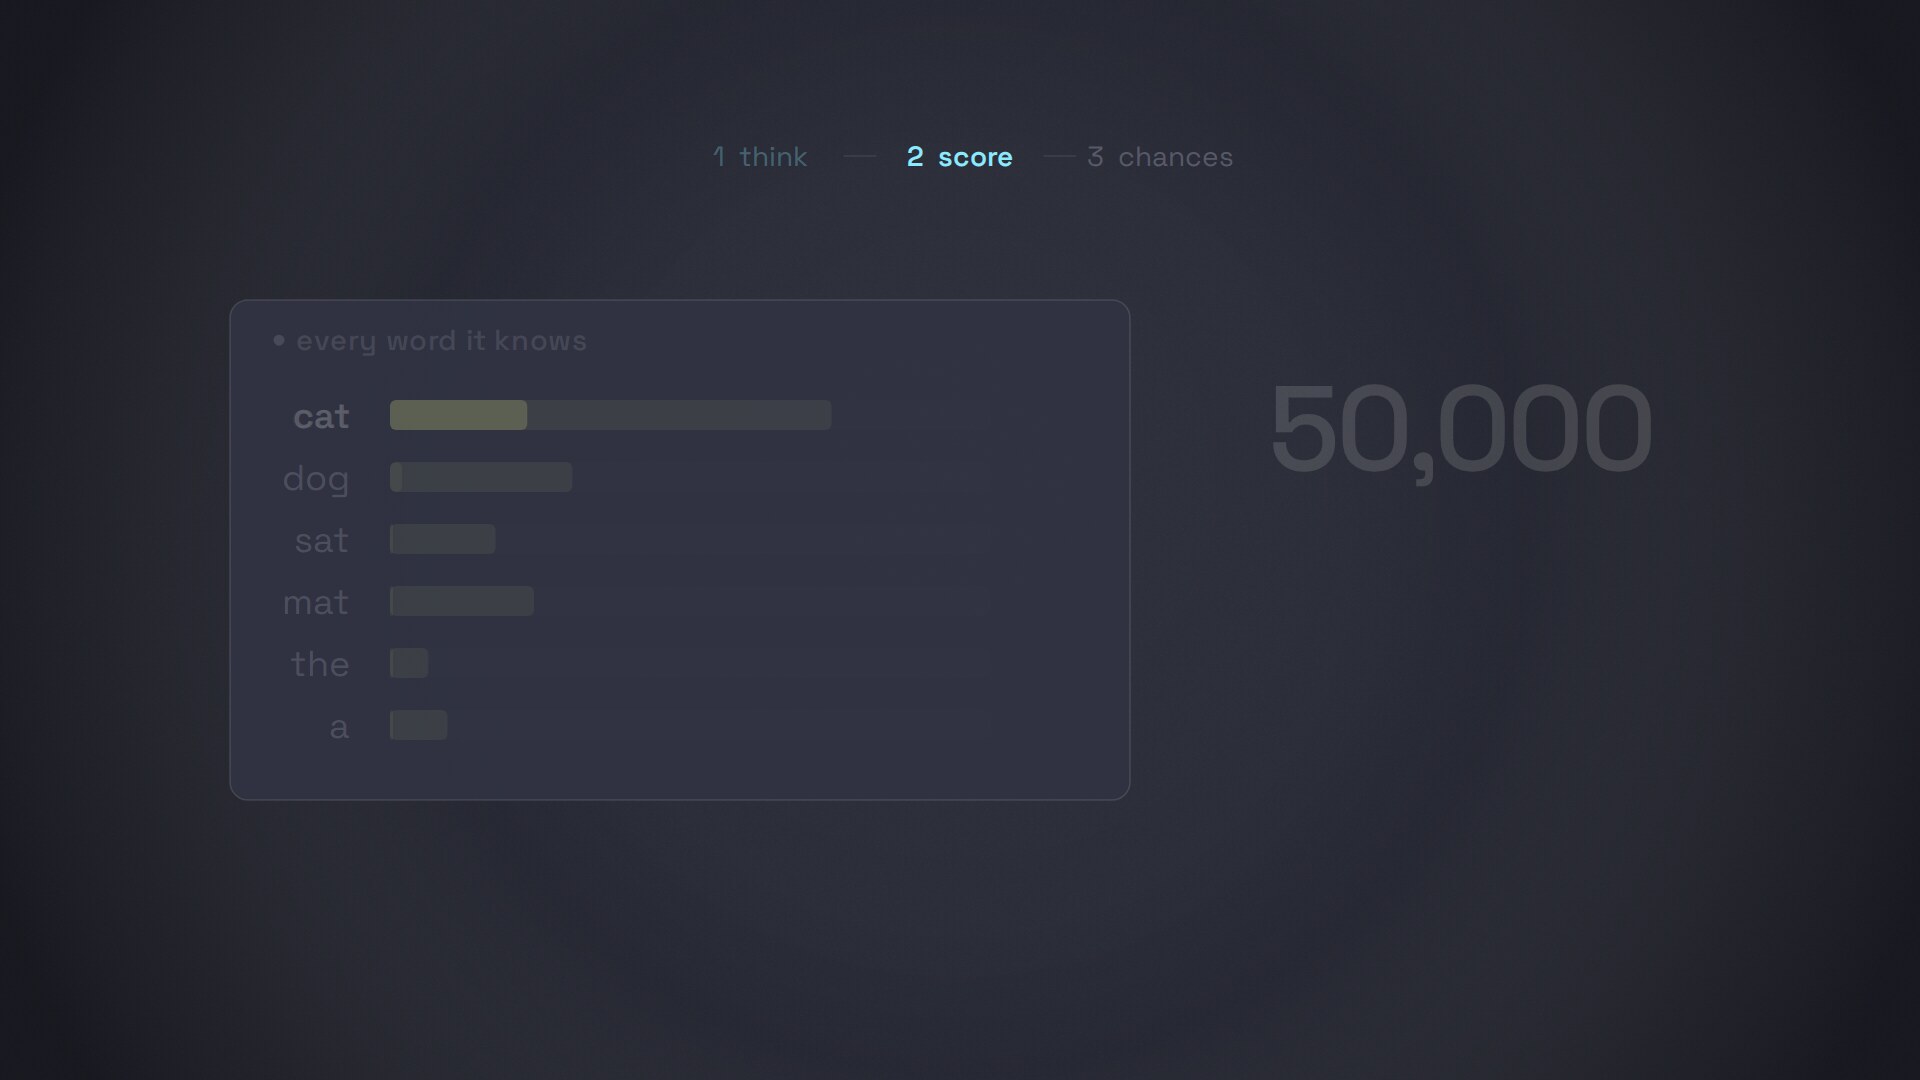 1 think — 2 score — 3 chances
every word it knows
cat
dog
sat
mat
the
a
50,000